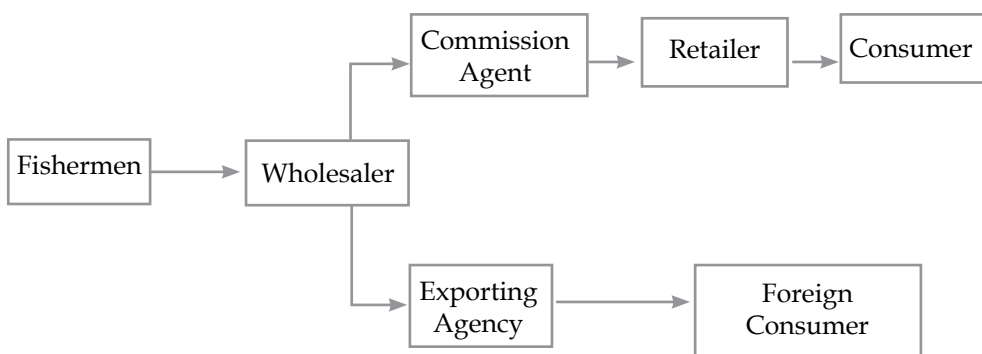 Commission
Agent
Retailer
Consumer
Fishermen
Wholesaler
Exporting
Agency
Foreign
Consumer